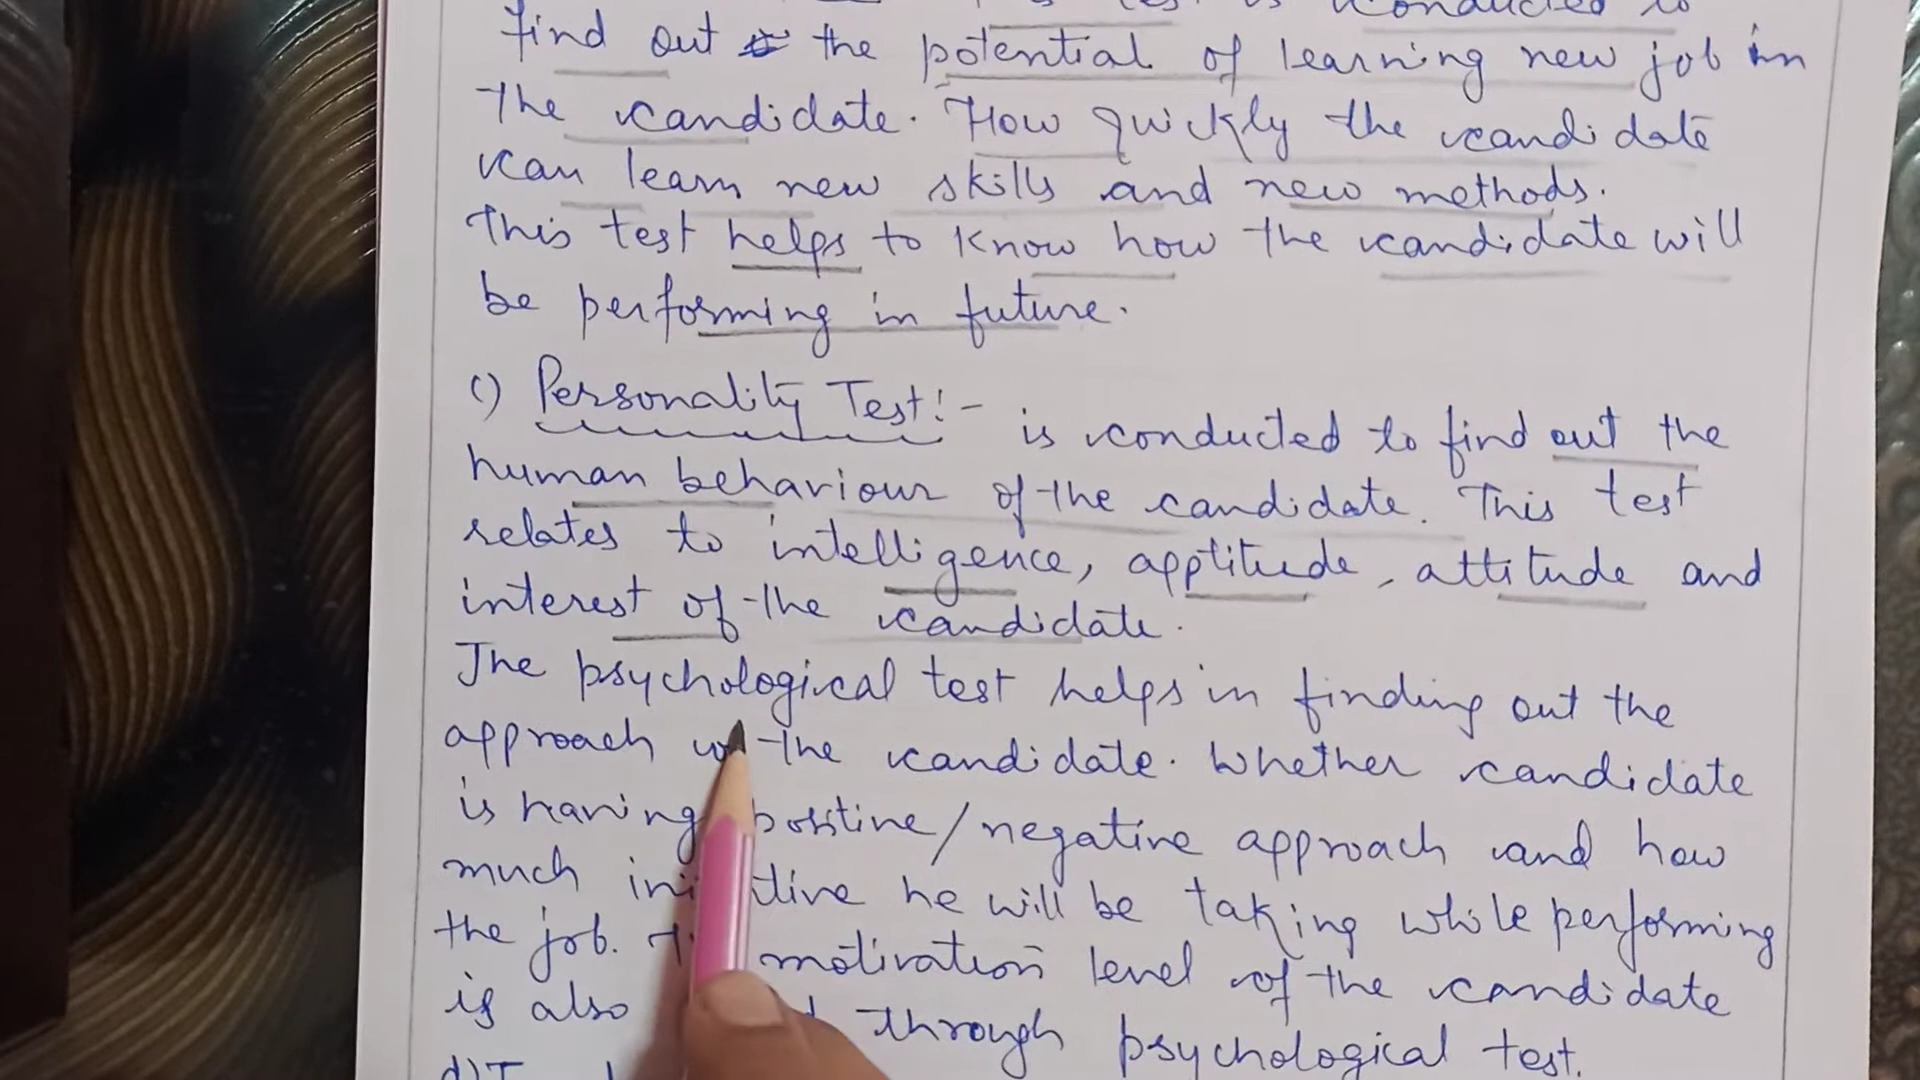 test is conducted to
find out the potential of learning new job in
the candidate. How quickly the candidate
can learn new skills and new methods.
This test helps to know how the candidate will
be performing in future.
c) Personality Test:- is conducted to find out the
human behaviour of the candidate. This test
relates to intelligence, apptitude, attitude and
interest of the candidate.
The psychological test helps in finding out the
approach the candidate. Whether candidate
is having positive/negative approach and how
much he will be taking while performing
the job. motivation level of the candidate
is also through psychological test.
d)